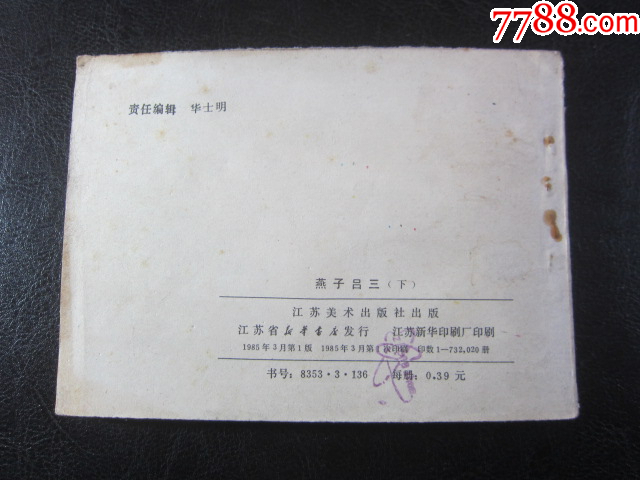 7788.com
责任编辑 华士明
燕子吕三(下)
江苏美术出版社出版
江苏省新华书店发行 江苏新华印刷厂印刷
1985年3月第1版 1985年3月第1次印刷 印数1—732,020册
书号:8353·3·136 每册:0.39元